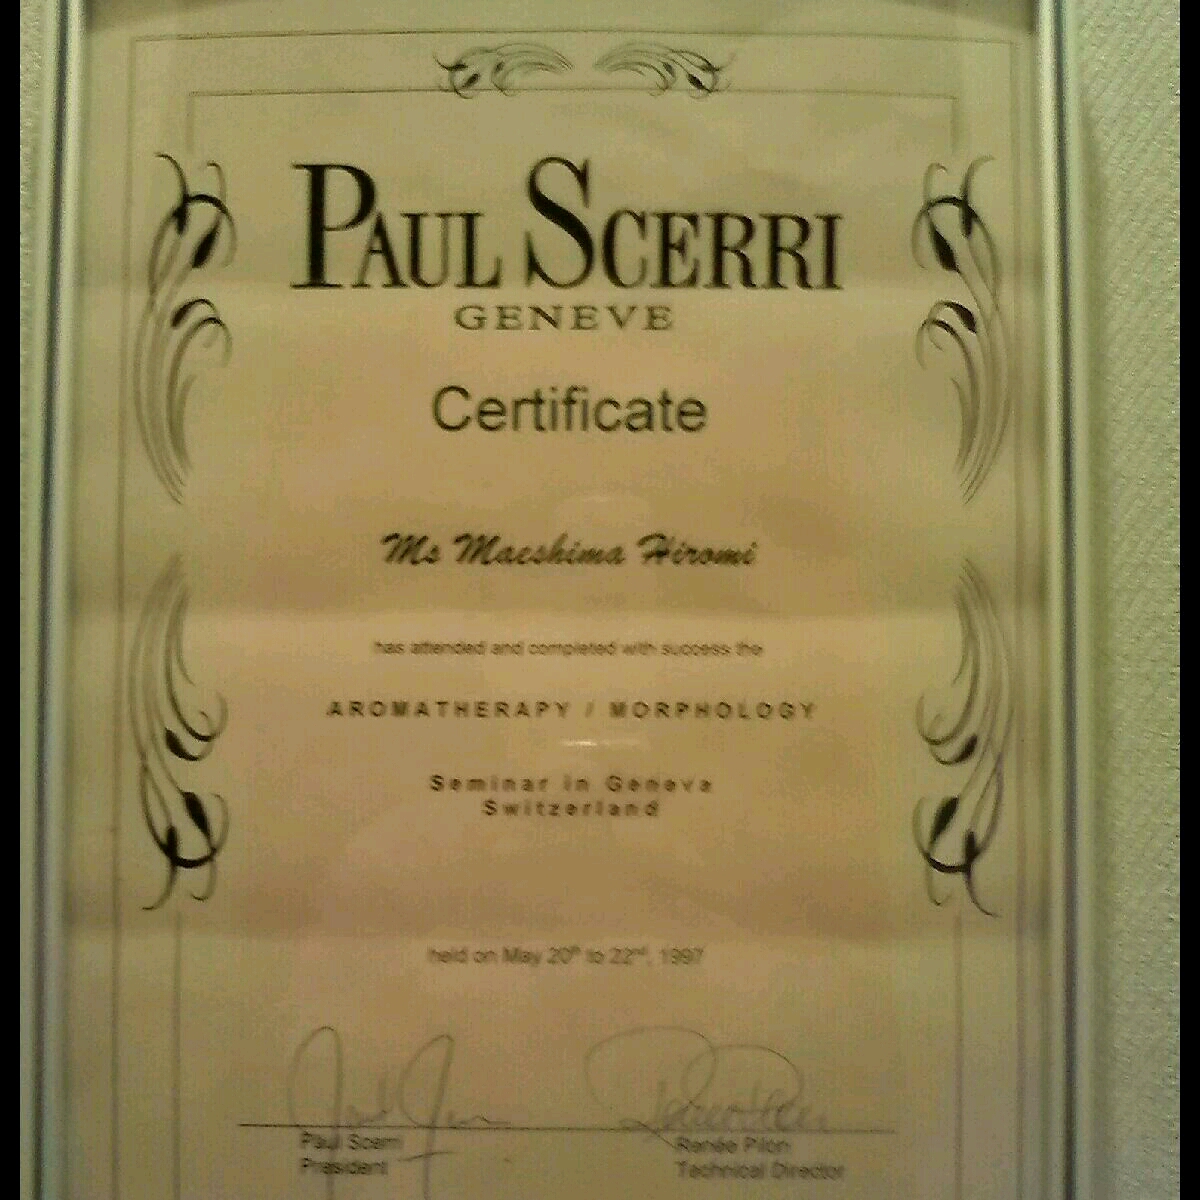 PAUL SCERRI
GENEVE
Certificate
Ms Maeshima Hiromi
has attended and completed with success the
AROMATHERAPY / MORPHOLOGY
Seminar in Geneva
Switzerland
held on May 20th to 22nd, 1997
Paul Scerri Renée Pilon
President Technical Director